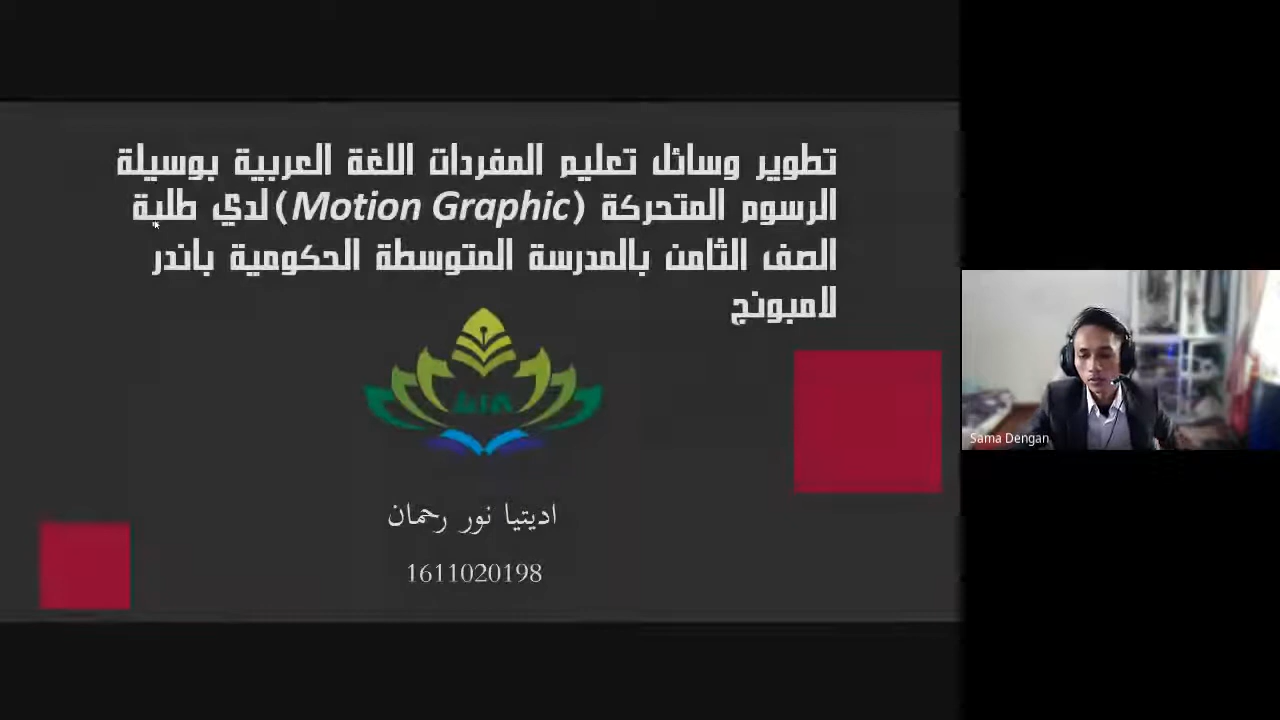 تطوير وسائل تعليم المفردات اللغة العربية بوسيلة
الرسوم المتحركة (Motion Graphic) لدي طلبة
الصف الثامن بالمدرسة المتوسطة الحكومية باندر
لامبونج
اديتيا نور رحمان
1611020198
Sama Dengan